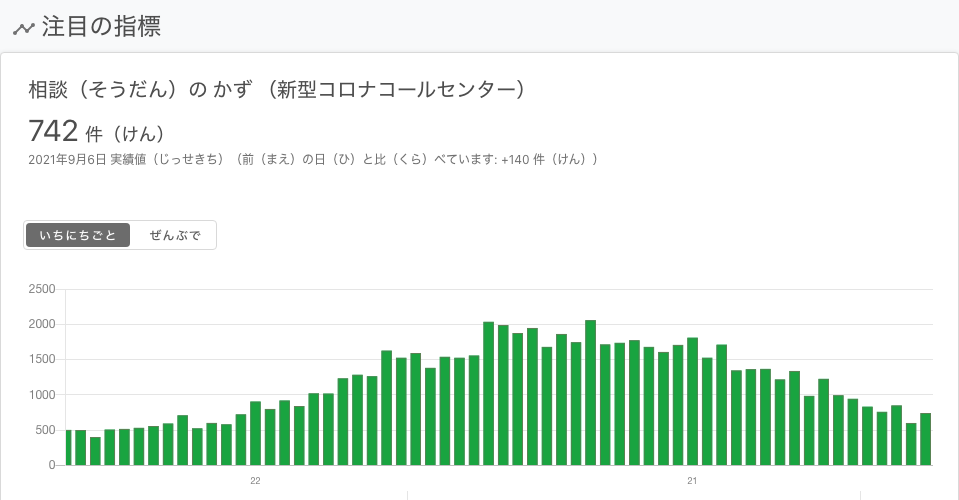 注目の指標
相談（そうだん）の かず （新型コロナコールセンター）
742 件（けん）
2021年9月6日 実績値（じっせきち）（前（まえ）の日（ひ）と比（くら）べています: +140 件（けん））
いちにちごと ぜんぶで
2500
2000
1500
1000
500
0
22 21